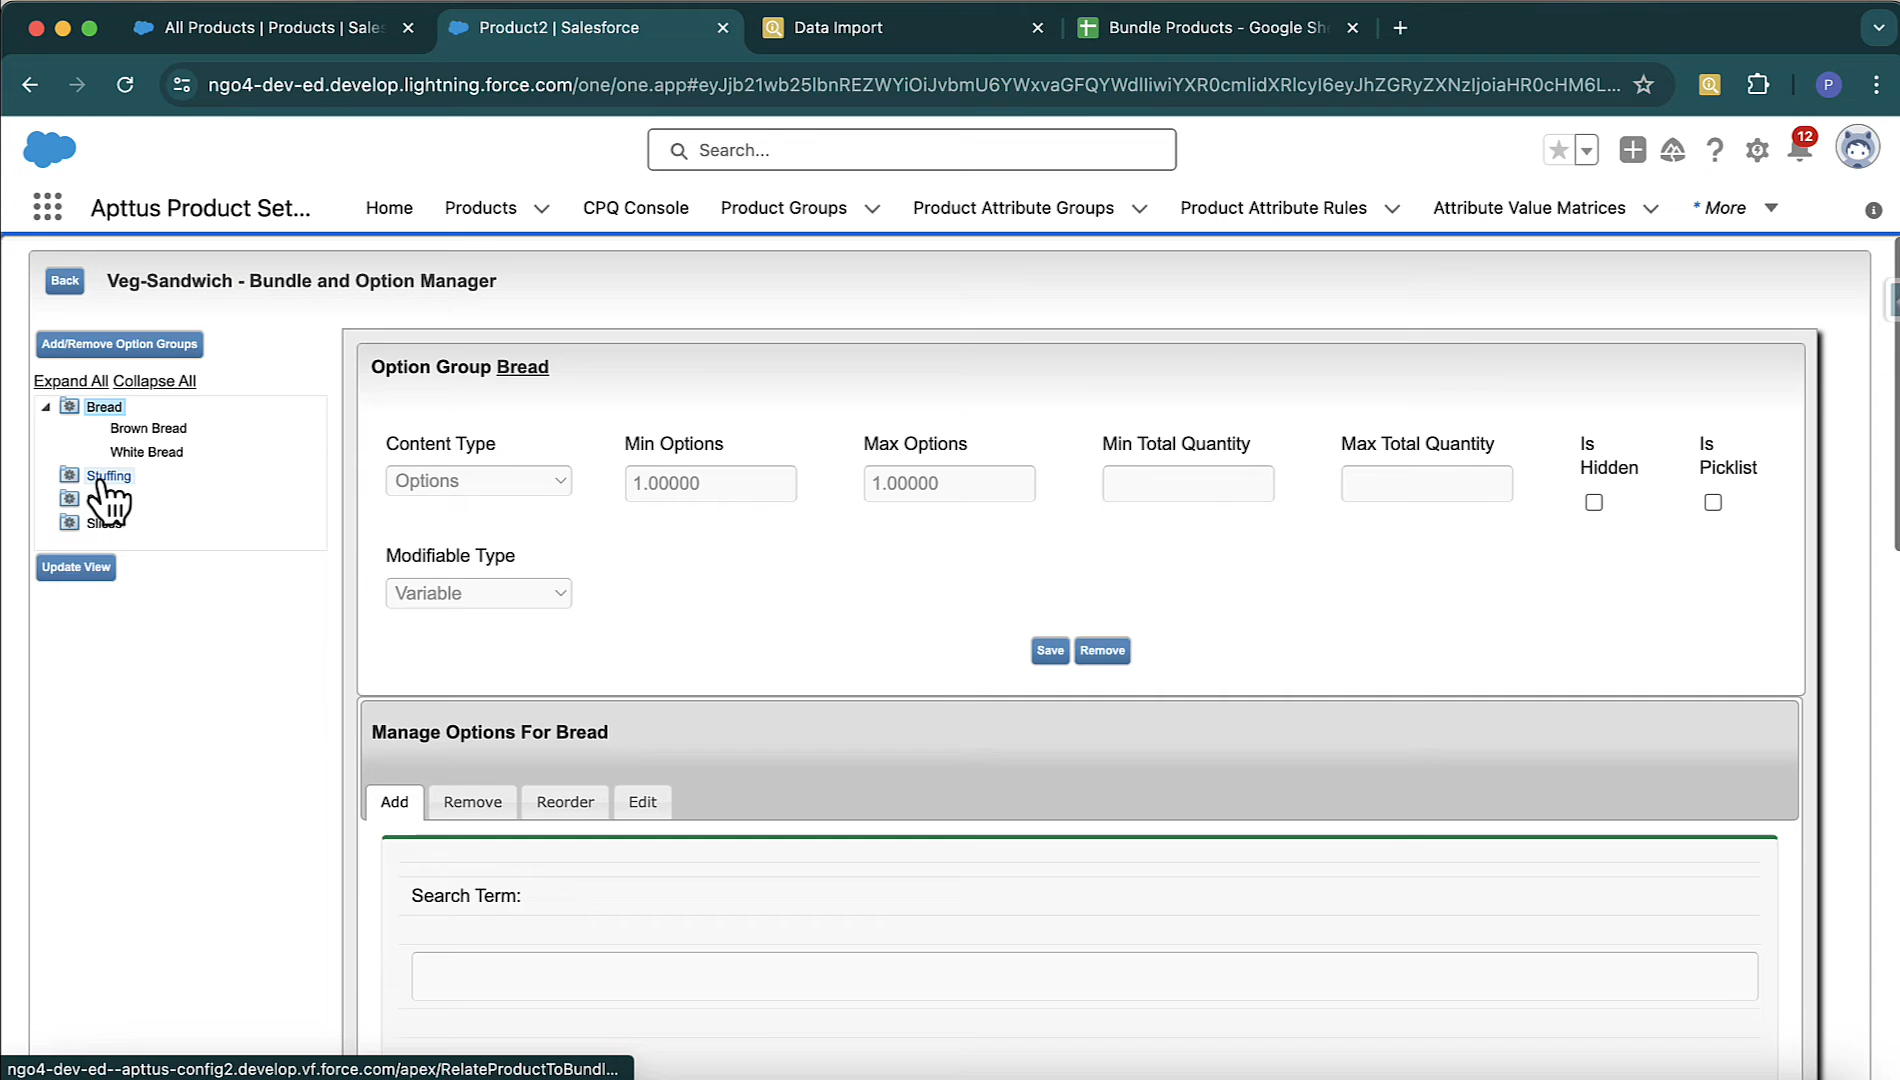 All Products | Products | Sales
Product2 | Salesforce
Data Import
Bundle Products - Google She
ngo4-dev-ed.develop.lightning.force.com/one/one.app#eyJjb21wb25lbnREZWYiOiJvbmU6YWxvaGFQYWdlIiwiYXR0cmlidXRlcyI6eyJhZGRyZXNzIjoiaHR0cHM6L...
P
Search...
12
Apttus Product Set...
Home
Products
CPQ Console
Product Groups
Product Attribute Groups
Product Attribute Rules
Attribute Value Matrices
* More
Back
Veg-Sandwich - Bundle and Option Manager
Add/Remove Option Groups
Expand All Collapse All
Bread
Brown Bread
White Bread
Stuffing
Update View
Option Group Bread
Content Type
Min Options
Max Options
Min Total Quantity
Max Total Quantity
Is Hidden
Is Picklist
Options
1.00000
1.00000
Modifiable Type
Variable
Save
Remove
Manage Options For Bread
Add
Remove
Reorder
Edit
Search Term:
ngo4-dev-ed--apttus-config2.develop.vf.force.com/apex/RelateProductToBundl...